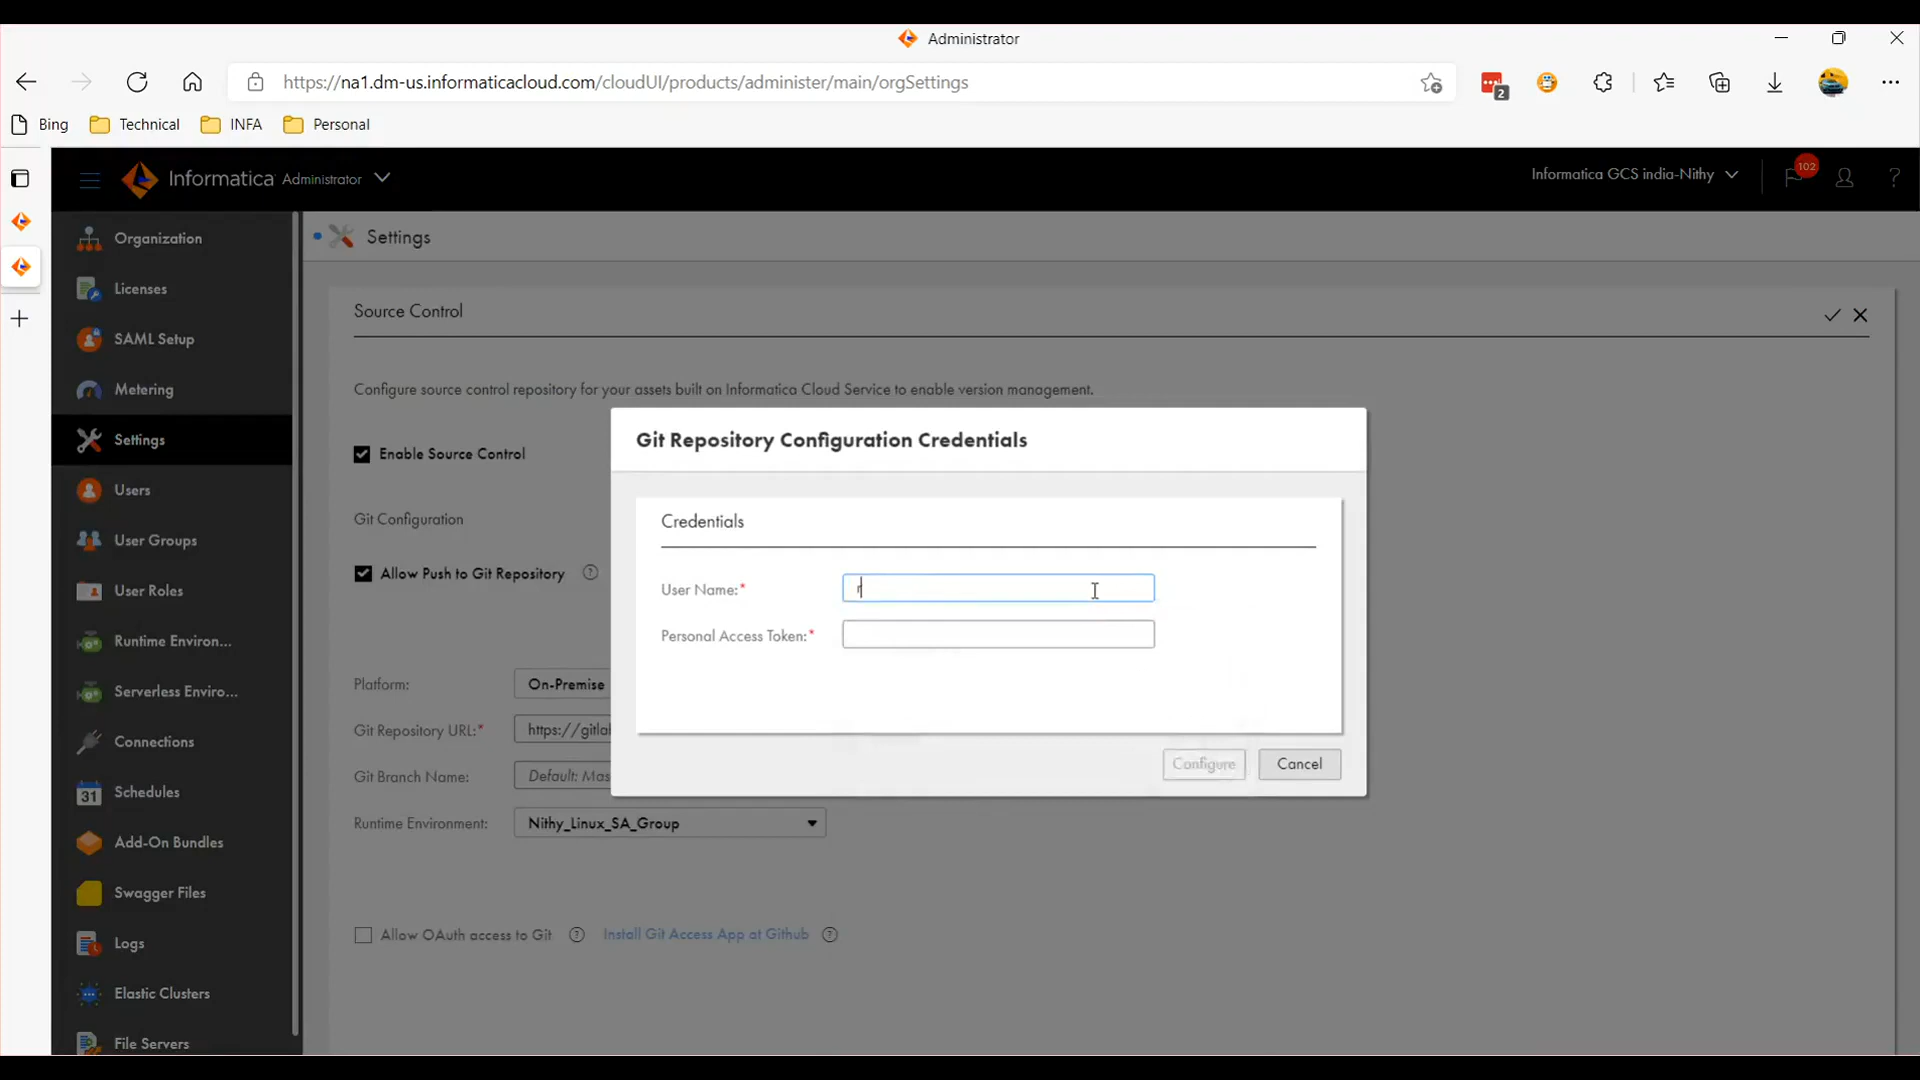 Administrator
https://na1.dm-us.informaticacloud.com/cloudUI/products/administer/main/orgSettings
2
Bing Technical INFA Personal
Informatica Administrator
Informatica GCS india-Nithy
102
?
Organization
Licenses
SAML Setup
Metering
Settings
Users
User Groups
User Roles
Runtime Environ...
Serverless Enviro...
Connections
31 Schedules
Add-On Bundles
Swagger Files
Logs
Elastic Clusters
File Servers
Settings
Source Control
Configure source control repository for your assets built on Informatica Cloud Service to enable version management.
Enable Source Control
Git Configuration
Allow Push to Git Repository ?
Platform: On-Premise
Git Repository URL:* https://gitlab
Git Branch Name: Default: Mas
Runtime Environment: Nithy_Linux_SA_Group
Allow OAuth access to Git ? Install Git Access App at Github ?
Git Repository Configuration Credentials
Credentials
User Name:*
Personal Access Token:*
Configure Cancel